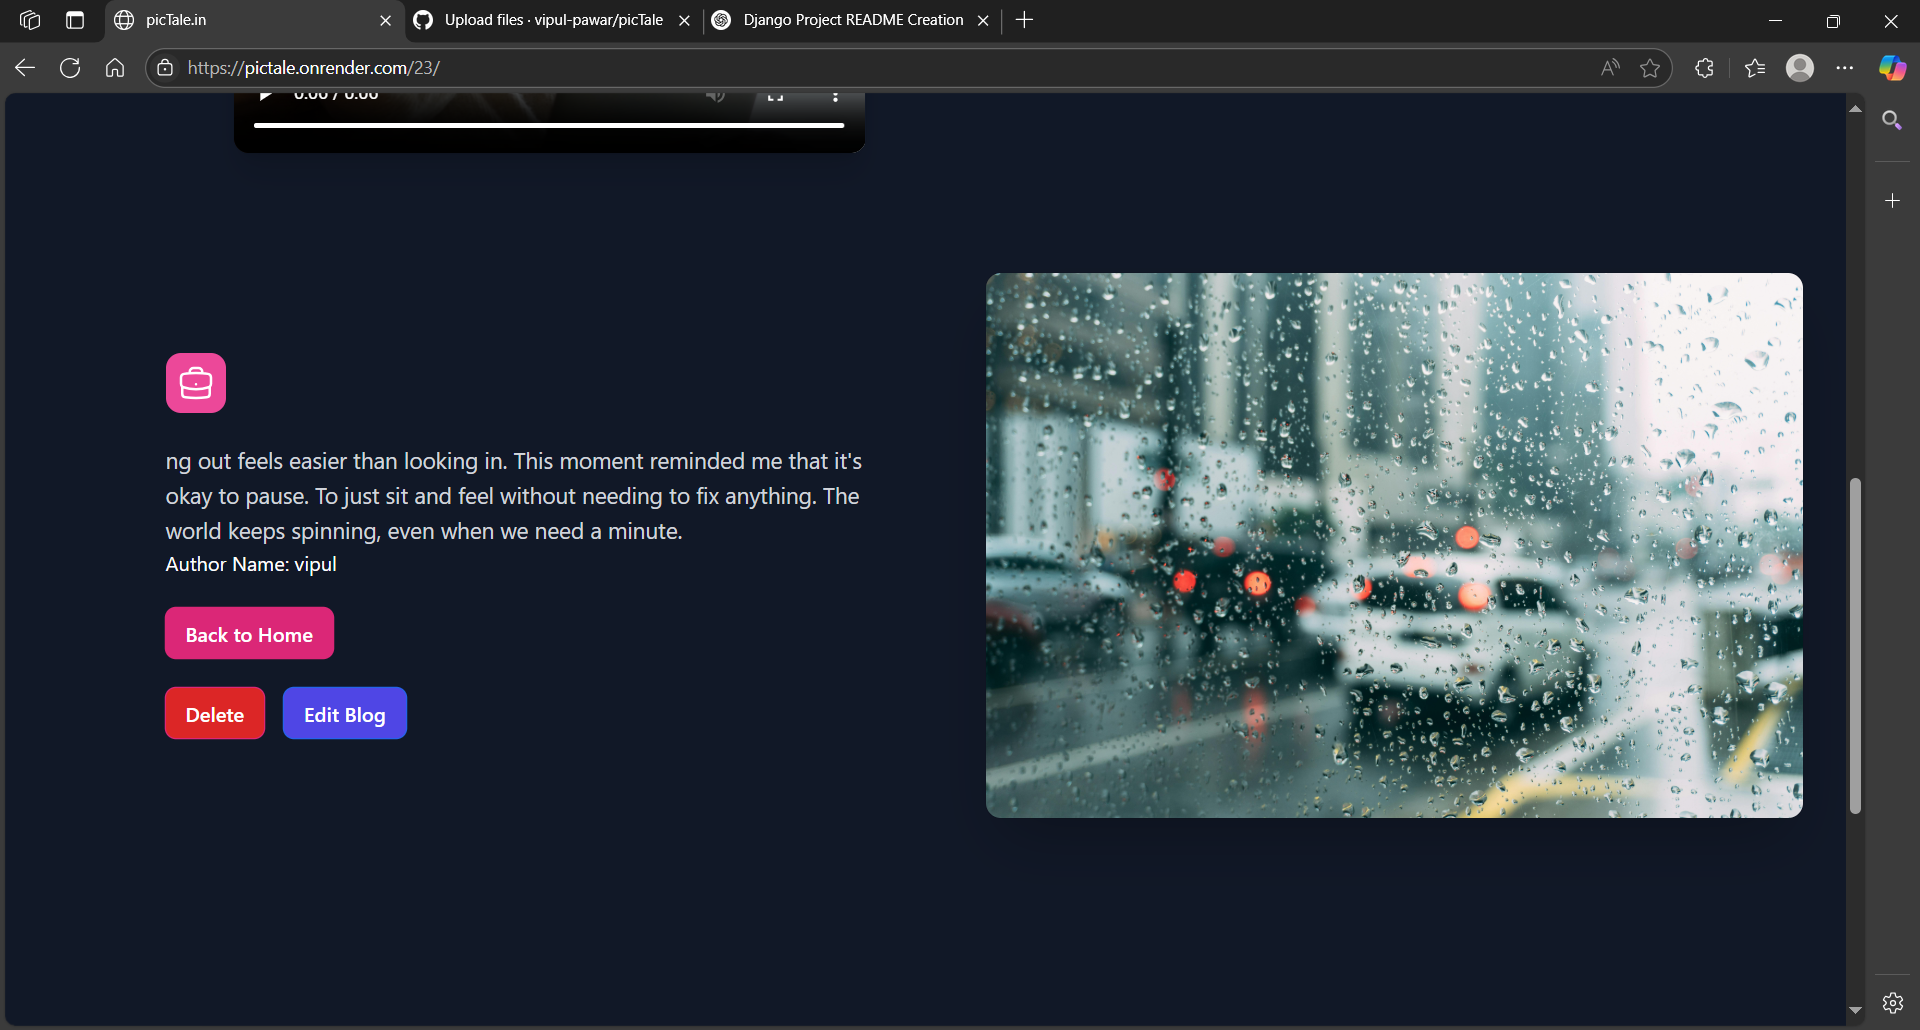 picTale.in
Upload files · vipul-pawar/picTale
Django Project README Creation
https://pictale.onrender.com/23/
0:00 / 0:00
ng out feels easier than looking in. This moment reminded me that it's
okay to pause. To just sit and feel without needing to fix anything. The
world keeps spinning, even when we need a minute.
Author Name: vipul
Back to Home
Delete
Edit Blog